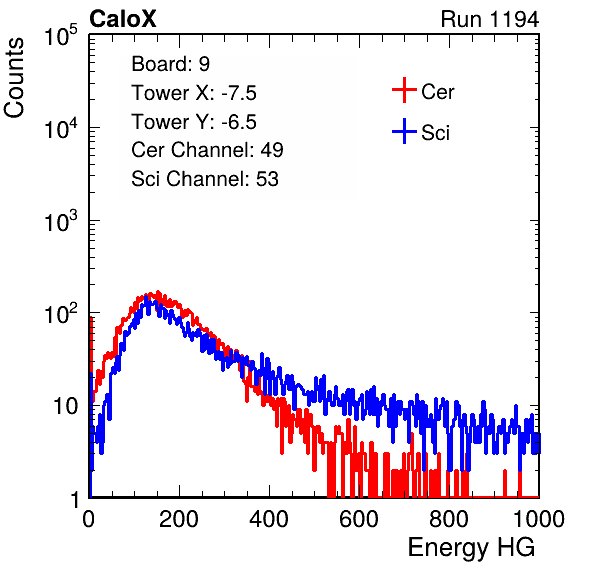 CaloX Run 1194
Counts
Board: 9
Tower X: -7.5
Tower Y: -6.5
Cer Channel: 49
Sci Channel: 53
Cer
Sci
10^5
10^4
10^3
10^2
10
1
0 200 400 600 800 1000
Energy HG